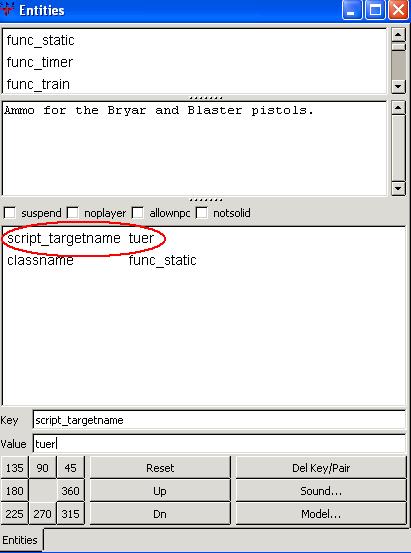 Entities
func_static
func_timer
func_train
Ammo for the Bryar and Blaster pistols.
suspend noplayer allownpc notsolid
script_targetname tuer
classname func_static
Key script_targetname
Value tuer
135 90 45 Reset Del Key/Pair
180 360 Up Sound...
225 270 315 Dn Model...
Entities